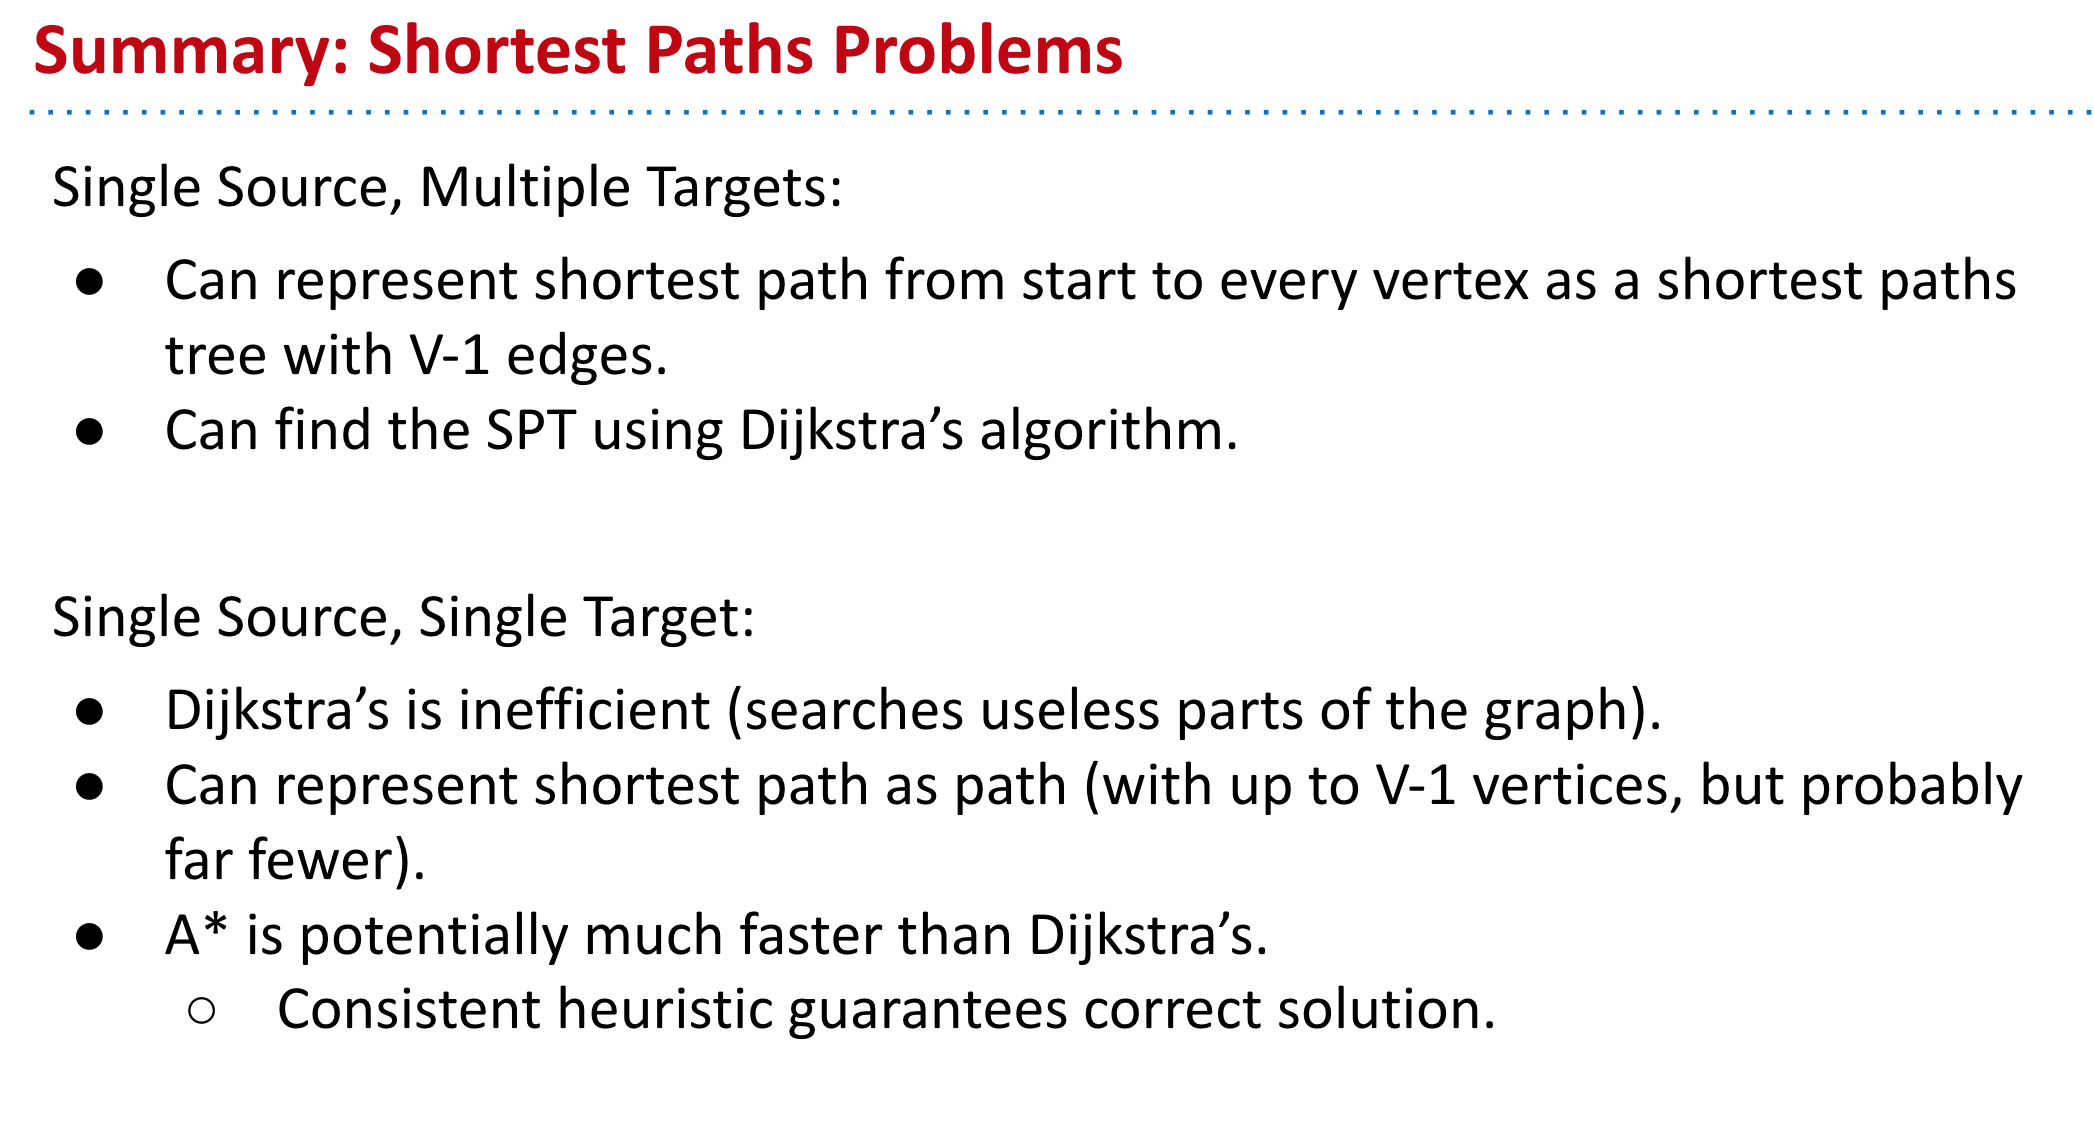 Summary: Shortest Paths Problems
Single Source, Multiple Targets:
● Can represent shortest path from start to every vertex as a shortest paths
tree with V-1 edges.
● Can find the SPT using Dijkstra’s algorithm.
Single Source, Single Target:
● Dijkstra’s is inefficient (searches useless parts of the graph).
● Can represent shortest path as path (with up to V-1 vertices, but probably
far fewer).
● A* is potentially much faster than Dijkstra’s.
○ Consistent heuristic guarantees correct solution.